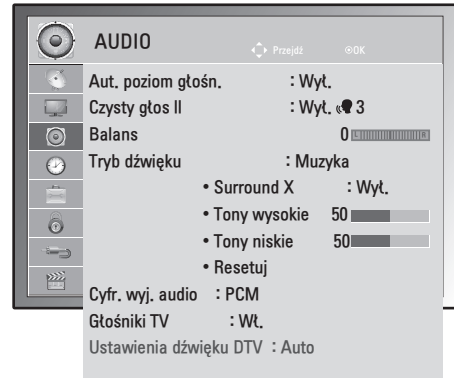 AUDIO
Przejdź OK
Aut. poziom głośn. : Wył.
Czysty głos II : Wył. 3
Balans 0 L R
Tryb dźwięku : Muzyka
• Surround X : Wył.
• Tony wysokie 50
• Tony niskie 50
• Resetuj
Cyfr. wyj. audio : PCM
Głośniki TV : Wł.
Ustawienia dźwięku DTV : Auto